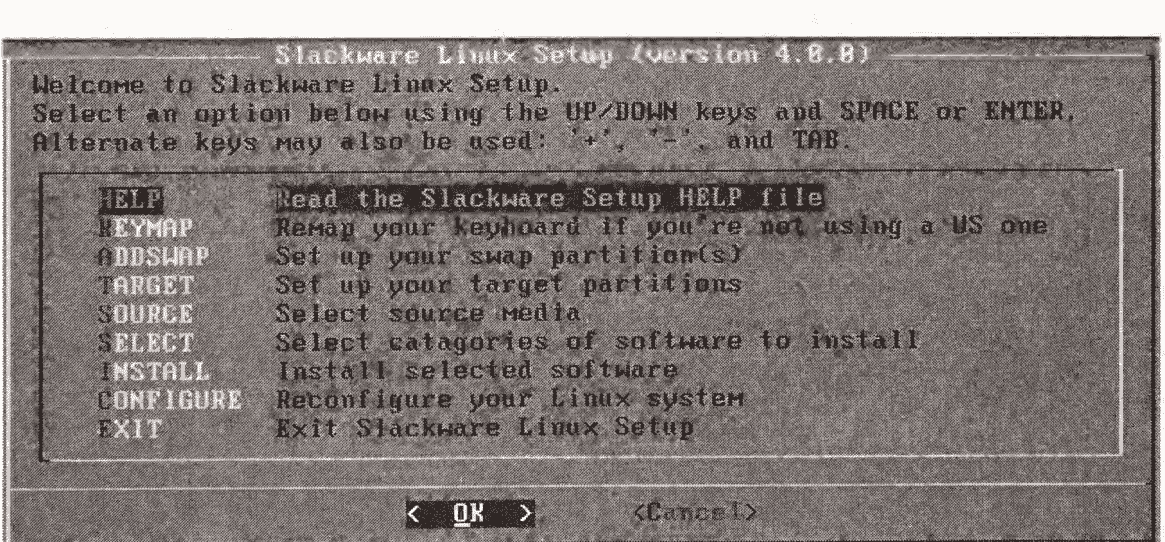 Slackware Linux Setup (version 4.0.0)
Welcome to Slackware Linux Setup.
Select an option below using the UP/DOWN keys and SPACE or ENTER.
Alternate keys may also be used: '+', '-', and TAB.
HELP Read the Slackware Setup HELP file
KEYMAP Remap your keyboard if you're not using a US one
ADDSWAP Set up your swap partition(s)
TARGET Set up your target partitions
SOURCE Select source media
SELECT Select catagories of software to install
INSTALL Install selected software
CONFIGURE Reconfigure your Linux system
EXIT Exit Slackware Linux Setup
< OK > <Cancel>